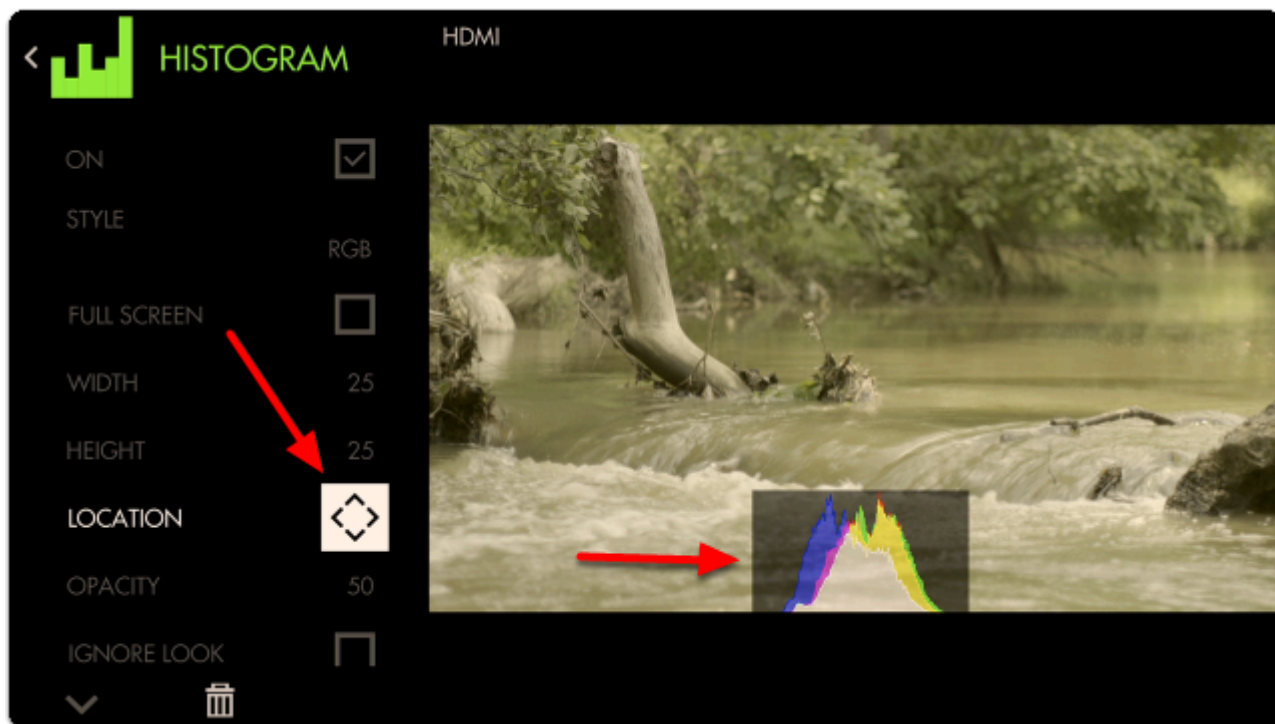 HISTOGRAM
HDMI
ON
STYLE
RGB
FULL SCREEN
WIDTH 25
HEIGHT 25
LOCATION
OPACITY 50
IGNORE LOOK